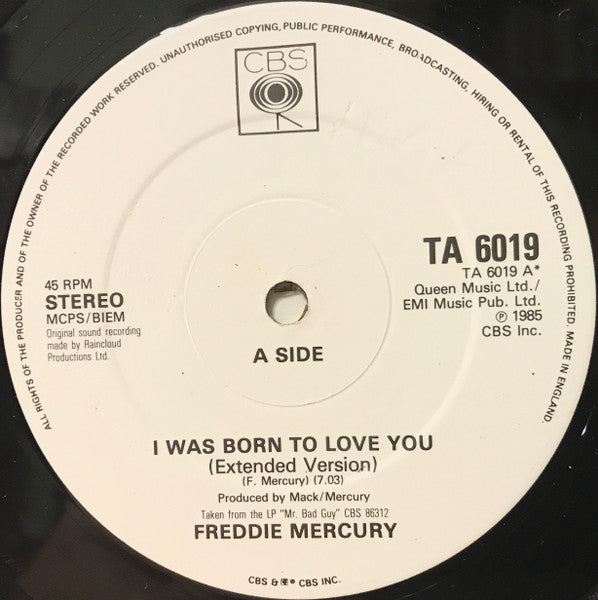 ALL RIGHTS OF THE PRODUCER AND OF THE OWNER OF THE RECORDED WORK RESERVED. UNAUTHORISED COPYING, PUBLIC PERFORMANCE, BROADCASTING, HIRING OR RENTAL OF THIS RECORDING PROHIBITED. MADE IN ENGLAND.
CBS
45 RPM
STEREO
MCPS/BIEM
Original sound recording
made by Raincloud
Productions Ltd.
TA 6019
TA 6019 A*
Queen Music Ltd./
EMI Music Pub. Ltd.
℗ 1985
CBS Inc.
A SIDE
I WAS BORN TO LOVE YOU
(Extended Version)
(F. Mercury) (7.03)
Produced by Mack/Mercury
Taken from the LP "Mr. Bad Guy" CBS 86312
FREDDIE MERCURY
CBS & CBS INC.